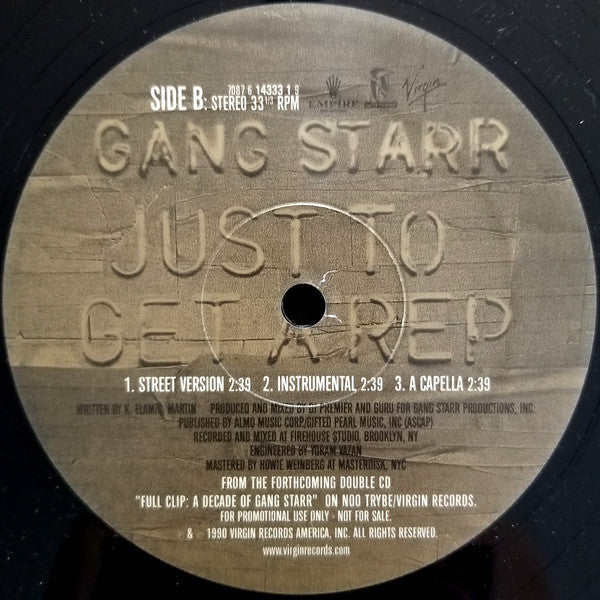 7087 6 14333 1 9
SIDE B: STEREO 33 1/3 RPM
EMPIRE
Virgin
GANG STARR
JUST TO
GET A REP
1. STREET VERSION 2:39 2. INSTRUMENTAL 2:39 3. A CAPELLA 2:39
WRITTEN BY K. ELAM/C. MARTIN PRODUCED AND MIXED BY DJ PREMIER AND GURU FOR GANG STARR PRODUCTIONS, INC.
PUBLISHED BY ALMO MUSIC CORP./GIFTED PEARL MUSIC, INC (ASCAP)
RECORDED AND MIXED AT FIREHOUSE STUDIO, BROOKLYN, NY
ENGINEERED BY YORAM VAZAN
MASTERED BY HOWIE WEINBERG AT MASTERDISK, NYC
FROM THE FORTHCOMING DOUBLE CD
"FULL CLIP: A DECADE OF GANG STARR" ON NOO TRYBE/VIRGIN RECORDS.
FOR PROMOTIONAL USE ONLY - NOT FOR SALE.
& © 1990 VIRGIN RECORDS AMERICA, INC. ALL RIGHTS RESERVED.
www.virginrecords.com